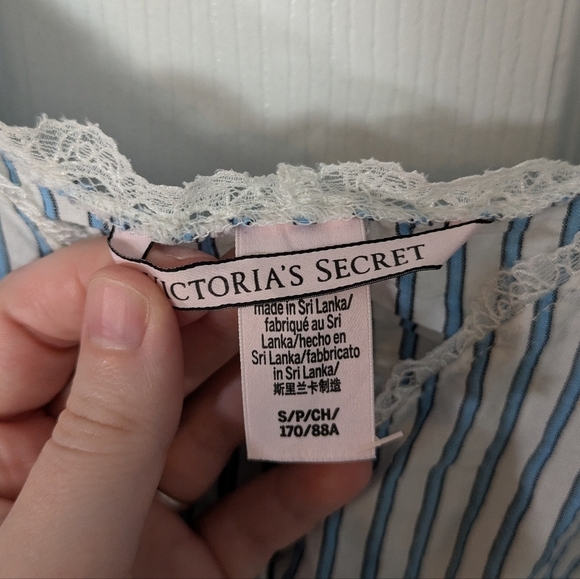 VICTORIA'S SECRET
made in Sri Lanka/
fabriqué au Sri
Lanka/hecho en
Sri Lanka/fabbricato
in Sri Lanka/
斯里兰卡制造
S/P/CH/
170/88A